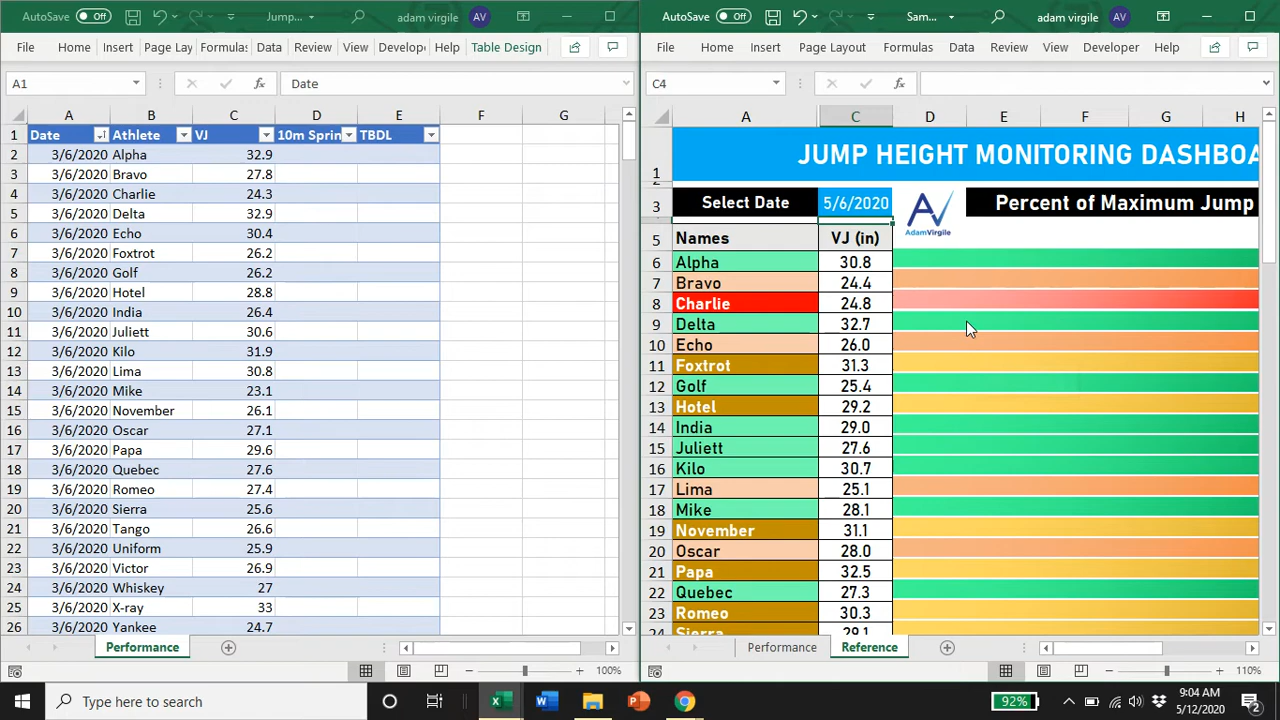 AutoSave Off Jump... adam virgile AV
File Home Insert Page Lay Formulas Data Review View Develop Help Table Design
A1 fx Date
A B C D E F G
1 Date Athlete VJ 10m Sprin TBDL
2 3/6/2020 Alpha 32.9
3 3/6/2020 Bravo 27.8
4 3/6/2020 Charlie 24.3
5 3/6/2020 Delta 32.9
6 3/6/2020 Echo 30.4
7 3/6/2020 Foxtrot 26.2
8 3/6/2020 Golf 26.2
9 3/6/2020 Hotel 28.8
10 3/6/2020 India 26.4
11 3/6/2020 Juliett 30.6
12 3/6/2020 Kilo 31.9
13 3/6/2020 Lima 30.8
14 3/6/2020 Mike 23.1
15 3/6/2020 November 26.1
16 3/6/2020 Oscar 27.1
17 3/6/2020 Papa 29.6
18 3/6/2020 Quebec 27.6
19 3/6/2020 Romeo 27.4
20 3/6/2020 Sierra 25.6
21 3/6/2020 Tango 26.6
22 3/6/2020 Uniform 25.9
23 3/6/2020 Victor 26.9
24 3/6/2020 Whiskey 27
25 3/6/2020 X-ray 33
26 3/6/2020 Yankee 24.7
Performance
100%
AutoSave Off Sam... adam virgile AV
File Home Insert Page Layout Formulas Data Review View Developer Help
C4 fx
A B C D E F G H
1 JUMP HEIGHT MONITORING DASHBOA
2
3 Select Date 5/6/2020 AV AdamVirgile Percent of Maximum Jump
5 Names VJ (in)
6 Alpha 30.8
7 Bravo 24.4
8 Charlie 24.8
9 Delta 32.7
10 Echo 26.0
11 Foxtrot 31.3
12 Golf 25.4
13 Hotel 29.2
14 India 29.0
15 Juliett 27.6
16 Kilo 30.7
17 Lima 25.1
18 Mike 28.1
19 November 31.1
20 Oscar 28.0
21 Papa 32.5
22 Quebec 27.3
23 Romeo 30.3
24 Sierra 29.1
Performance Reference
110%
Type here to search
92%
9:04 AM
5/12/2020
2